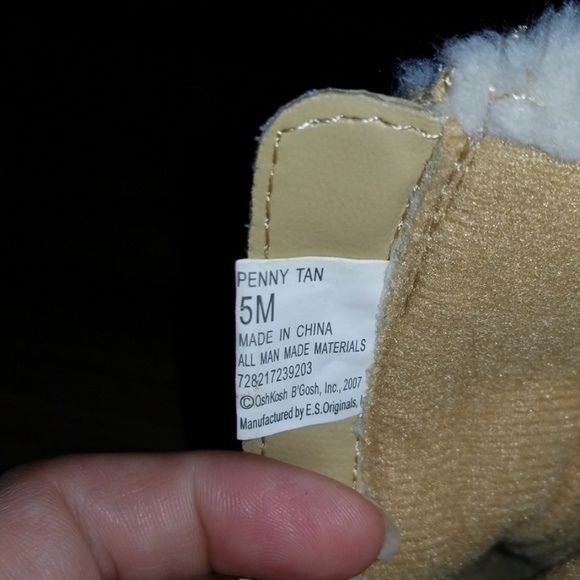 PENNY TAN
5M
MADE IN CHINA
ALL MAN MADE MATERIALS
728217239203
©OshKosh B'Gosh, Inc., 2007
Manufactured by E.S.Originals,